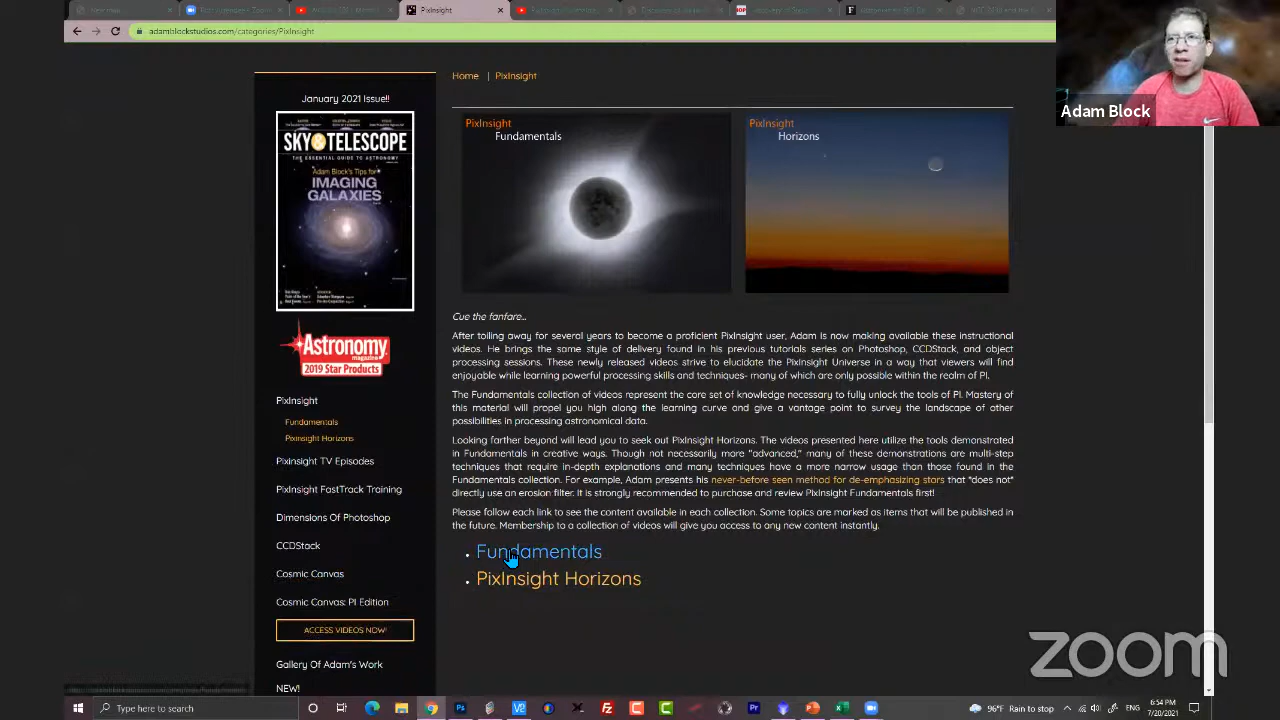 PixInsight
adamblockstudios.com/categories/PixInsight
Adam Block
Home | PixInsight
January 2021 Issue!!
SKY & TELESCOPE
THE ESSENTIAL GUIDE TO ASTRONOMY
Adam Block's Tips for
IMAGING
GALAXIES
Astronomy
magazine
2019 Star Products
PixInsight
Fundamentals
PixInsight Horizons
PixInsight TV Episodes
PixInsight FastTrack Training
Dimensions Of Photoshop
CCDStack
Cosmic Canvas
Cosmic Canvas: PI Edition
ACCESS VIDEOS NOW!
Gallery Of Adam's Work
NEW!
PixInsight
Fundamentals
PixInsight
Horizons
Cue the fanfare...
After toiling away for several years to become a proficient PixInsight user, Adam is now making available these instructional
videos. He brings the same style of delivery found in his previous tutorials series on Photoshop, CCDStack, and object
processing sessions. These newly released videos strive to elucidate the PixInsight Universe in a way that viewers will find
enjoyable while learning powerful processing skills and techniques- many of which are only possible within the realm of PI.
The Fundamentals collection of videos represent the core set of knowledge necessary to fully unlock the tools of PI. Mastery of
this material will propel you high along the learning curve and give a vantage point to survey the landscape of other
possibilities in processing astronomical data.
Looking farther beyond will lead you to seek out PixInsight Horizons. The videos presented here utilize the tools demonstrated
in Fundamentals in creative ways. Though not necessarily more "advanced," many of these demonstrations are multi-step
techniques that require in-depth explanations and many techniques have a more narrow usage than those found in the
Fundamentals collection. For example, Adam presents his never-before seen method for de-emphasizing stars that *does not*
directly use an erosion filter. It is strongly recommended to purchase and review PixInsight Fundamentals first!
Please follow each link to see the content available in each collection. Some topics are marked as items that will be published in
the future. Membership to a collection of videos will give you access to any new content instantly.
• Fundamentals
• PixInsight Horizons
zoom
Type here to search
96°F Rain to stop
ENG
6:54 PM
7/20/2021